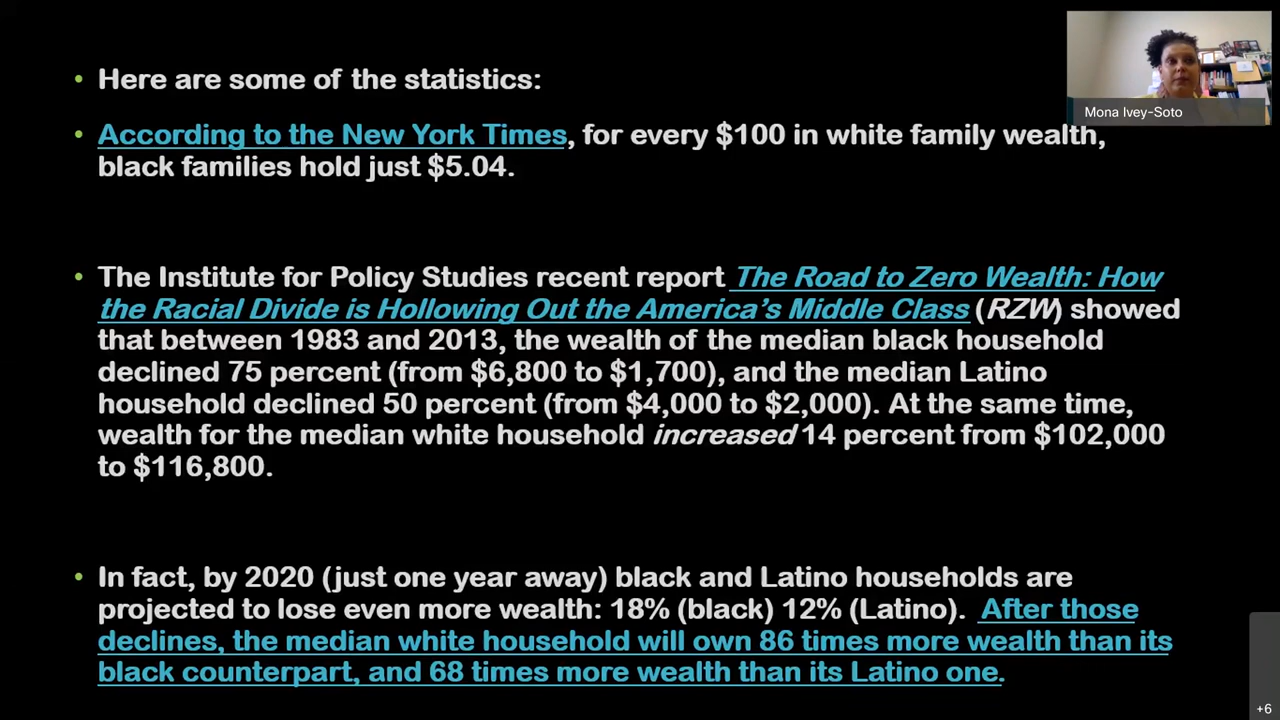 Here are some of the statistics:
Mona Ivey-Soto
According to the New York Times, for every $100 in white family wealth,
black families hold just $5.04.
The Institute for Policy Studies recent report The Road to Zero Wealth: How
the Racial Divide is Hollowing Out the America's Middle Class (RZW) showed
that between 1983 and 2013, the wealth of the median black household
declined 75 percent (from $6,800 to $1,700), and the median Latino
household declined 50 percent (from $4,000 to $2,000). At the same time,
wealth for the median white household increased 14 percent from $102,000
to $116,800.
In fact, by 2020 (just one year away) black and Latino households are
projected to lose even more wealth: 18% (black) 12% (Latino). After those
declines, the median white household will own 86 times more wealth than its
black counterpart, and 68 times more wealth than its Latino one.
+6